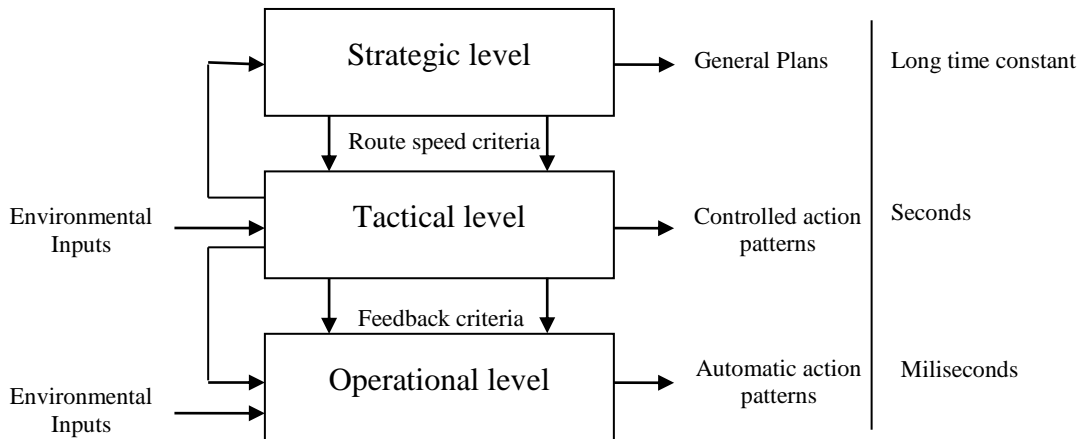 Strategic level
General Plans
Long time constant
Route speed criteria
Environmental
Inputs
Tactical level
Controlled action
patterns
Seconds
Feedback criteria
Environmental
Inputs
Operational level
Automatic action
patterns
Miliseconds